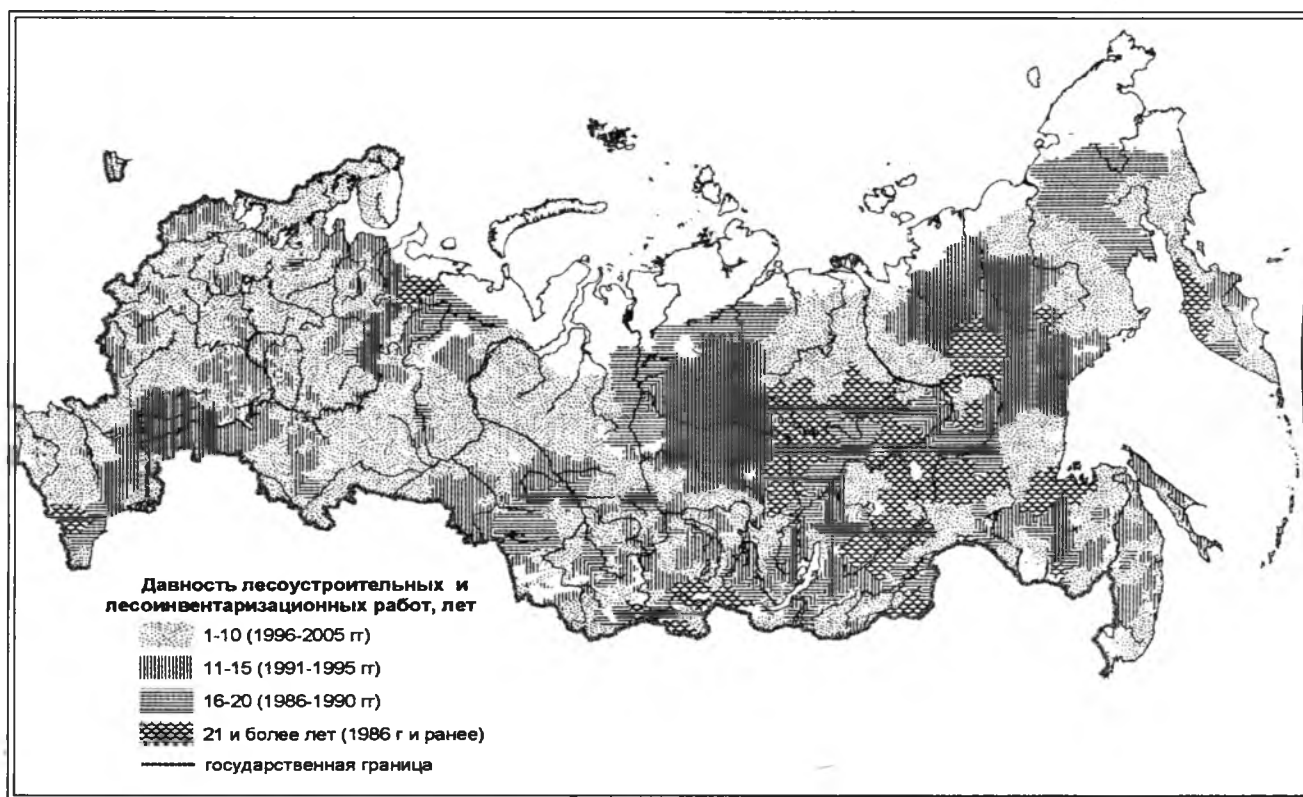 Давность лесоустроительных и
лесоинвентаризационных работ, лет
1-10 (1996-2005 гг)
11-15 (1991-1995 гг)
16-20 (1986-1990 гг)
21 и более лет (1986 г и ранее)
государственная граница